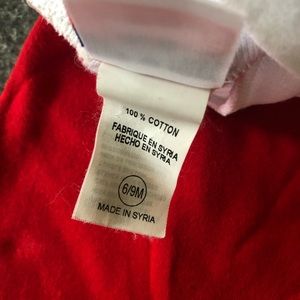 100 % COTTON
FABRIQUE EN SYRIA
HECHO EN SYRIA
6/9M
MADE IN SYRIA